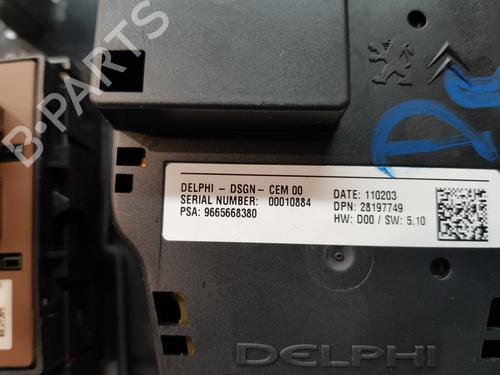 B-PARTS
DELPHI - DSGN - CEM 00
SERIAL NUMBER: 00010884
PSA: 9665668380
DATE: 110203
DPN: 28197749
HW: D00 / SW: 5.10
DELPHI